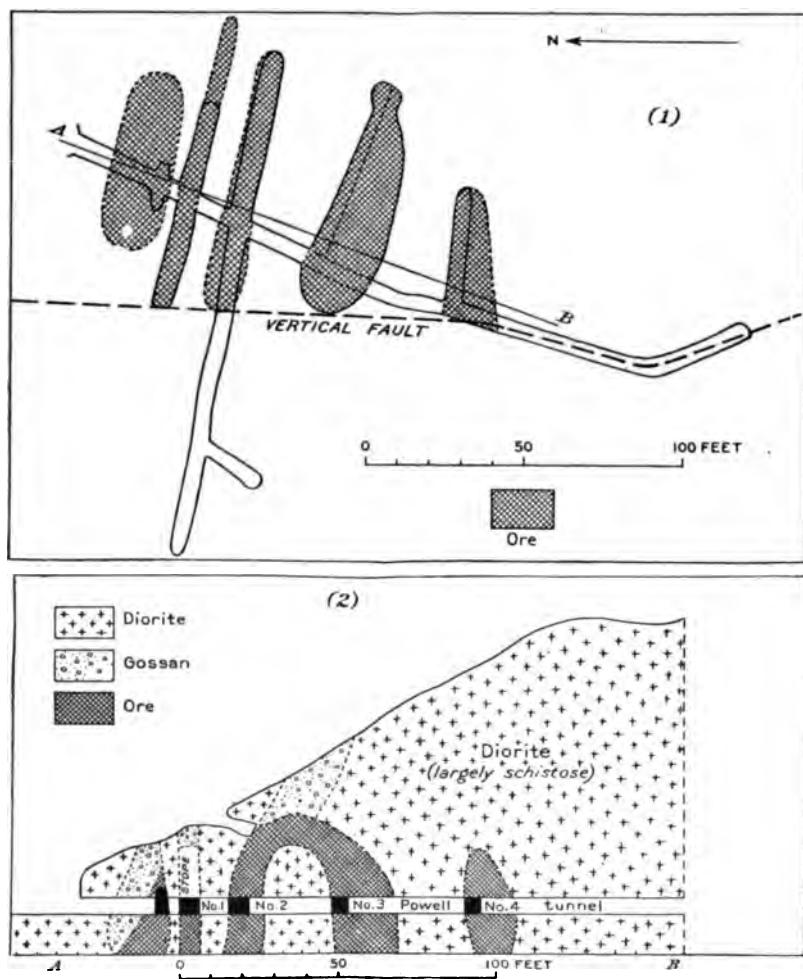 N
(1)
A
B
VERTICAL FAULT
0 50 100 FEET
Ore
(2)
Diorite
Gossan
Ore
Diorite
(largely schistose)
STOPE
No.1 No.2 No.3 Powell No.4 tunnel
A 0 50 100 FEET B